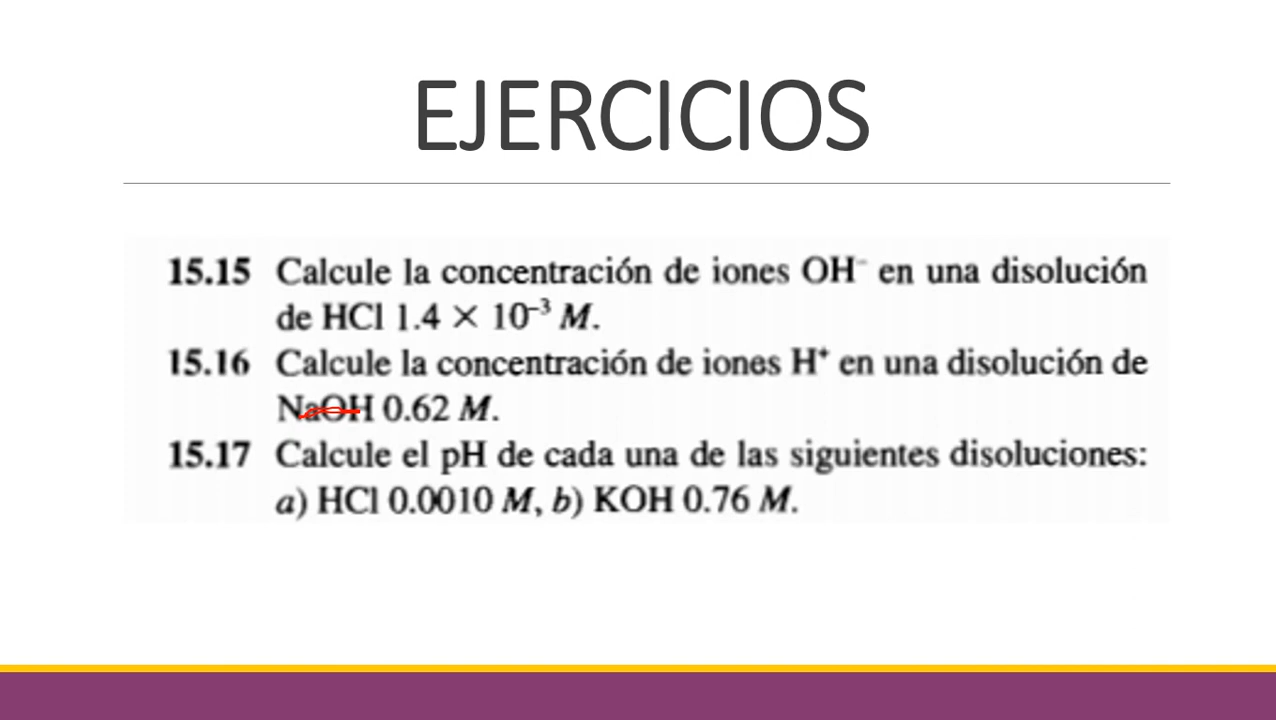 EJERCICIOS
15.15 Calcule la concentración de iones OH⁻ en una disolución
de HCl 1.4 × 10⁻³ M.
15.16 Calcule la concentración de iones H⁺ en una disolución de
NaOH 0.62 M.
15.17 Calcule el pH de cada una de las siguientes disoluciones:
a) HCl 0.0010 M, b) KOH 0.76 M.